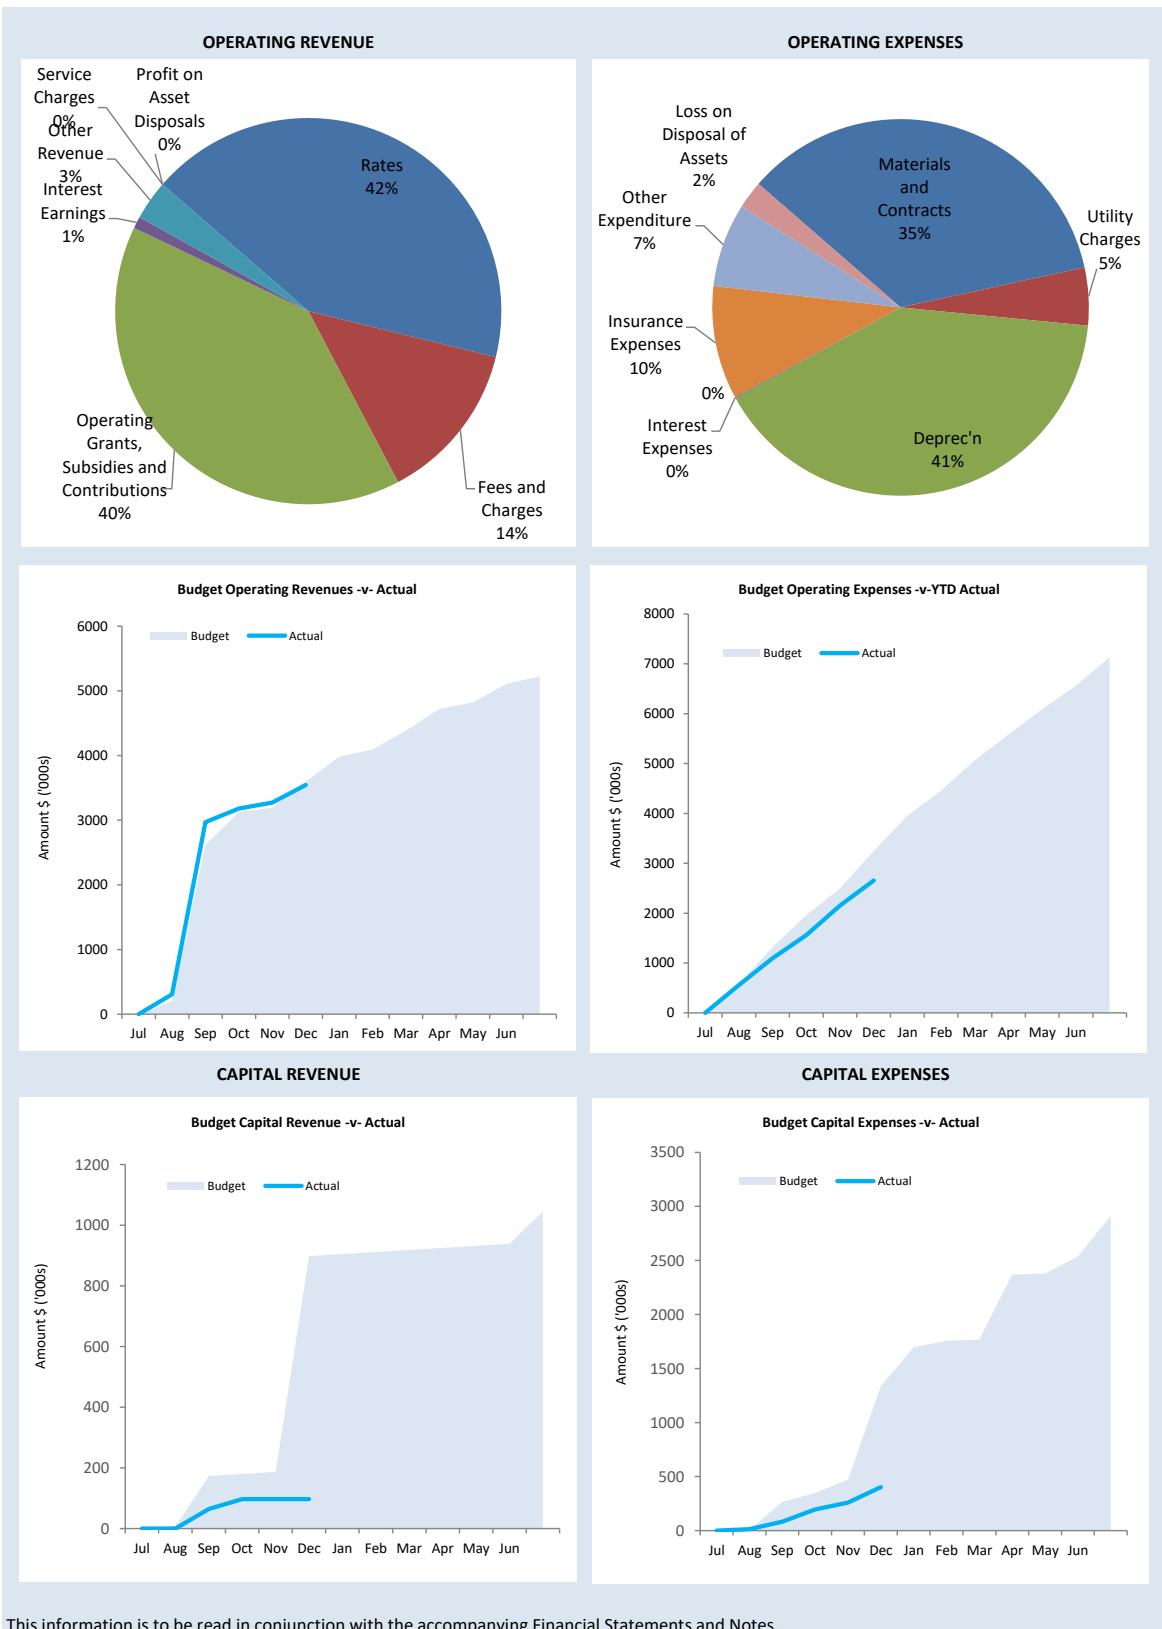 OPERATING REVENUE
OPERATING EXPENSES
Service
Charges
0%
Profit on
Asset
Disposals
0%
Other
Revenue
3%
Interest
Earnings
1%
Rates
42%
Operating
Grants,
Subsidies and
Contributions
40%
Fees and
Charges
14%
Loss on
Disposal of
Assets
2%
Materials
and
Contracts
35%
Utility
Charges
5%
Other
Expenditure
7%
Insurance
Expenses
10%
0%
Interest
Expenses
0%
Deprec'n
41%
Budget Operating Revenues -v- Actual
Budget Actual
Amount $ ('000s)
6000
5000
4000
3000
2000
1000
0
Jul Aug Sep Oct Nov Dec Jan Feb Mar Apr May Jun
Budget Operating Expenses -v-YTD Actual
Budget Actual
Amount $ ('000s)
8000
7000
6000
5000
4000
3000
2000
1000
0
Jul Aug Sep Oct Nov Dec Jan Feb Mar Apr May Jun
CAPITAL REVENUE
CAPITAL EXPENSES
Budget Capital Revenue -v- Actual
Budget Actual
Amount $ ('000s)
1200
1000
800
600
400
200
0
Jul Aug Sep Oct Nov Dec Jan Feb Mar Apr May Jun
Budget Capital Expenses -v- Actual
Budget Actual
Amount $ ('000s)
3500
3000
2500
2000
1500
1000
500
0
Jul Aug Sep Oct Nov Dec Jan Feb Mar Apr May Jun
This information is to be read in conjunction with the accompanying Financial Statements and Notes